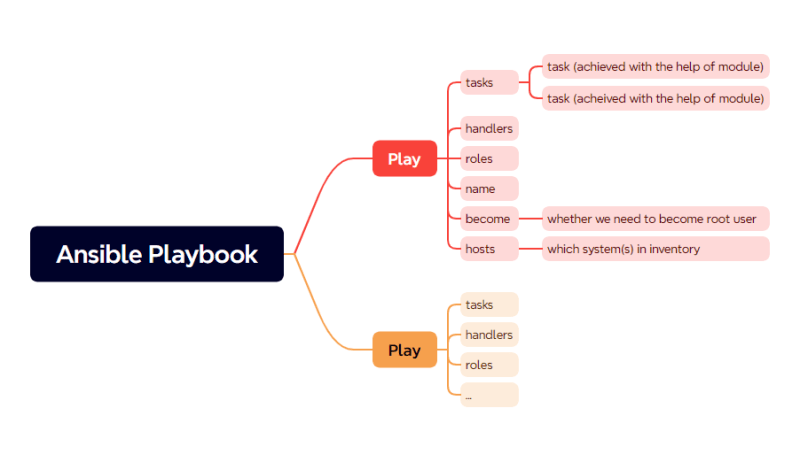 Ansible Playbook
Play
tasks
task (achieved with the help of module)
task (acheived with the help of module)
handlers
roles
name
become
whether we need to become root user
hosts
which system(s) in inventory
Play
tasks
handlers
roles
...